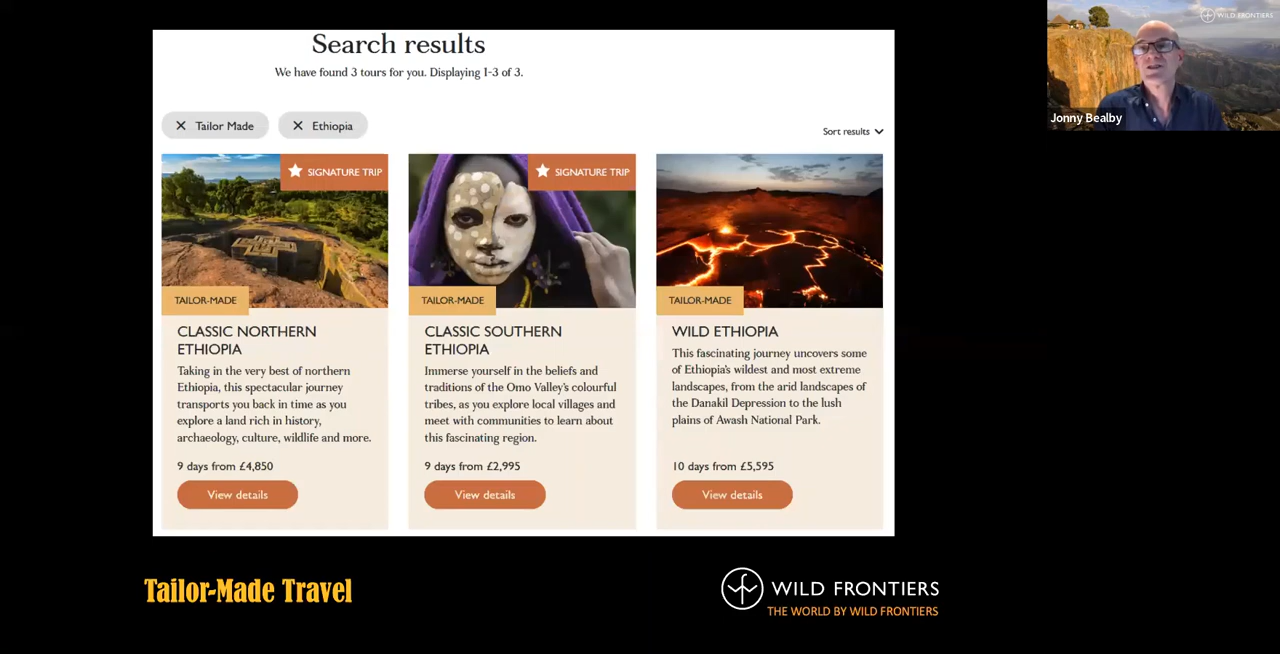 Search results
We have found 3 tours for you. Displaying 1-3 of 3.
Tailor Made
Ethiopia
Sort results
SIGNATURE TRIP
TAILOR-MADE
CLASSIC NORTHERN
ETHIOPIA
Taking in the very best of northern
Ethiopia, this spectacular journey
transports you back in time as you
explore a land rich in history,
archaeology, culture, wildlife and more.
9 days from £4,850
View details
SIGNATURE TRIP
TAILOR-MADE
CLASSIC SOUTHERN
ETHIOPIA
Immerse yourself in the beliefs and
traditions of the Omo Valley's colourful
tribes, as you explore local villages and
meet with communities to learn about
this fascinating region.
9 days from £2,995
View details
TAILOR-MADE
WILD ETHIOPIA
This fascinating journey uncovers some
of Ethiopia's wildest and most extreme
landscapes, from the arid landscapes of
the Danakil Depression to the lush
plains of Awash National Park.
10 days from £5,595
View details
Tailor-Made Travel
WILD FRONTIERS
THE WORLD BY WILD FRONTIERS
WILD FRONTIERS
Jonny Bealby